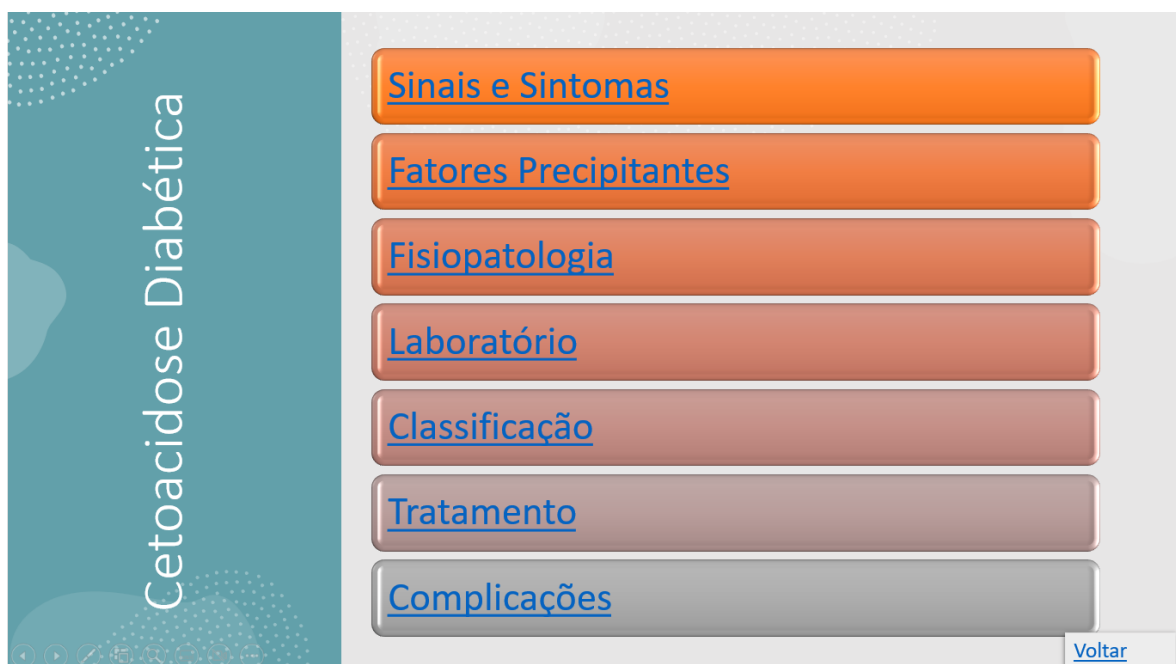 Cetoacidose Diabética
Sinais e Sintomas
Fatores Precipitantes
Fisiopatologia
Laboratório
Classificação
Tratamento
Complicações
Voltar